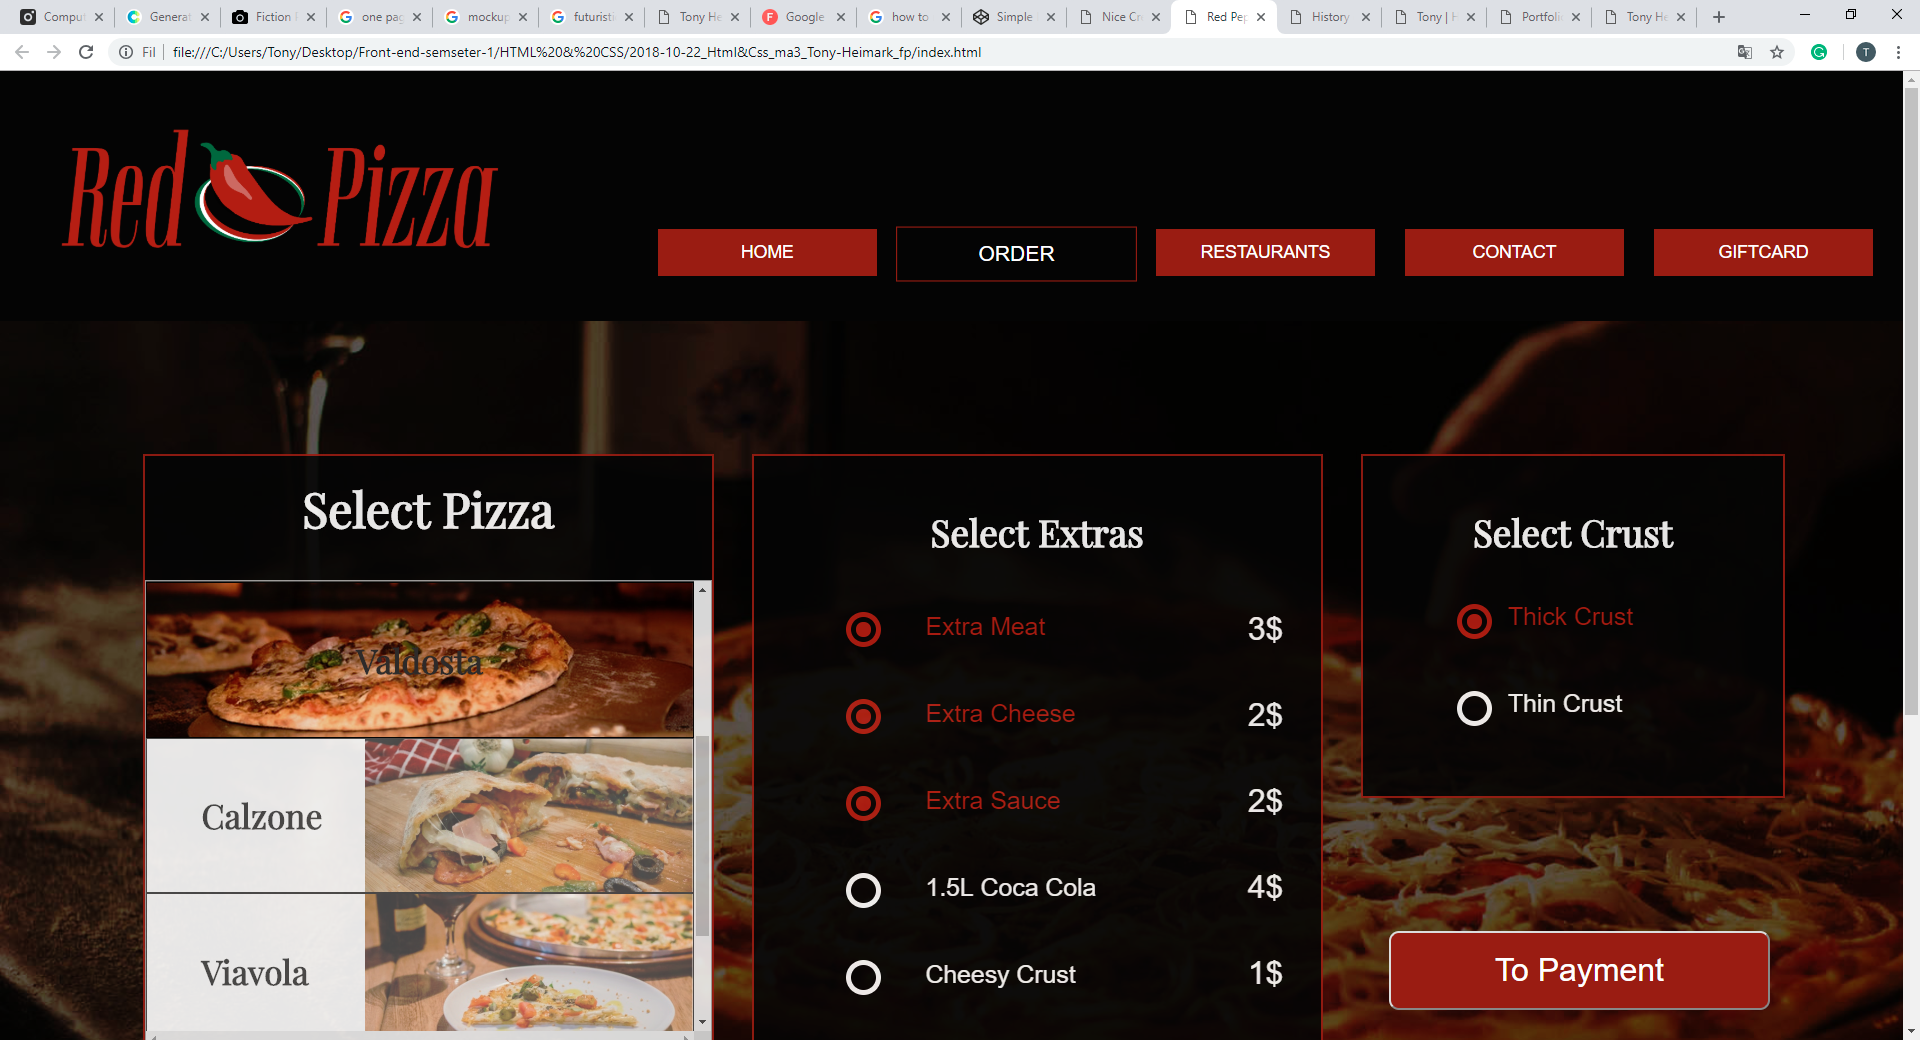 Comput
Generat
Fiction
one pag
mockup
futuristi
Tony He
Google
how to
Simple
Nice Cr
Red Pep
History
Tony | H
Portfoli
Tony He
Fil file:///C:/Users/Tony/Desktop/Front-end-semseter-1/HTML%20&%20CSS/2018-10-22_Html&Css_ma3_Tony-Heimark_fp/index.html
T
Red Pizza
HOME
ORDER
RESTAURANTS
CONTACT
GIFTCARD
Select Pizza
Valdosta
Calzone
Viavola
Select Extras
Extra Meat 3$
Extra Cheese 2$
Extra Sauce 2$
1.5L Coca Cola 4$
Cheesy Crust 1$
Select Crust
Thick Crust
Thin Crust
To Payment